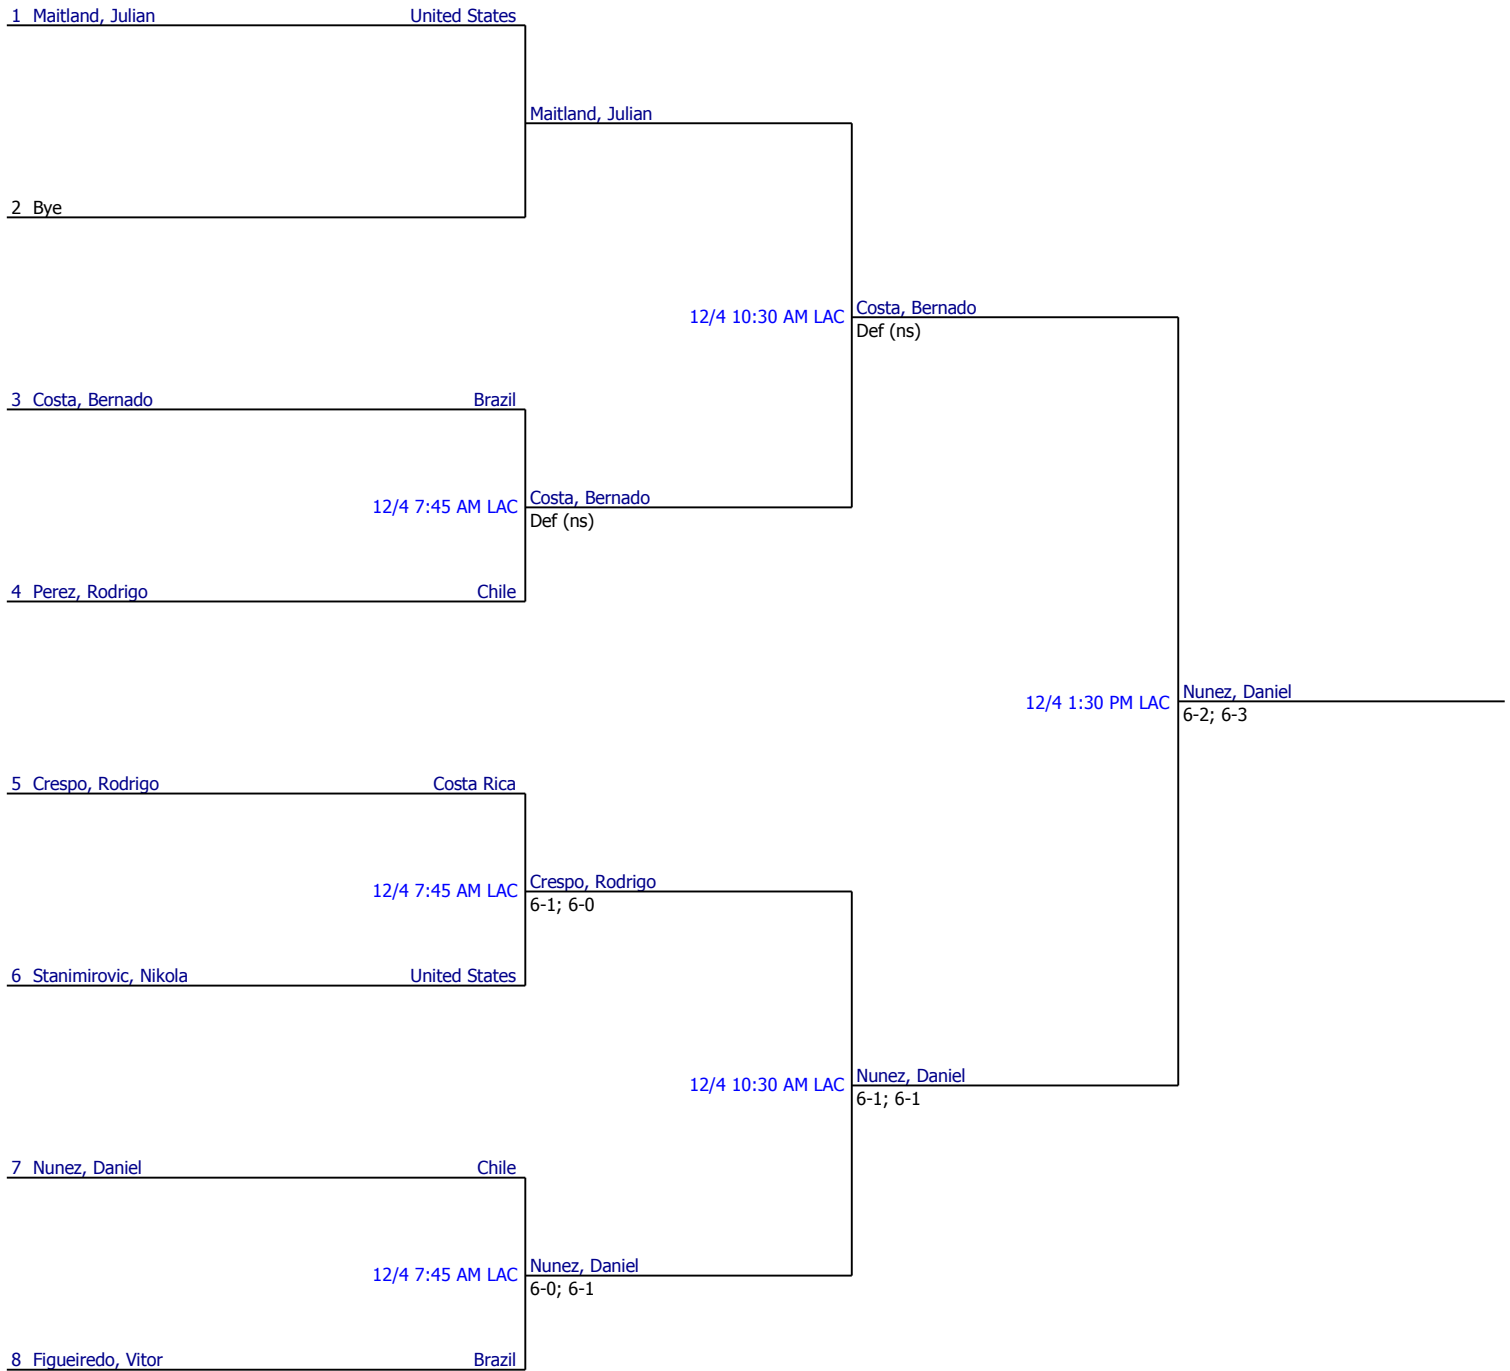 1 Maitland, Julian United States
Maitland, Julian
2 Bye
12/4 10:30 AM LAC Costa, Bernado
Def (ns)
3 Costa, Bernado Brazil
12/4 7:45 AM LAC Costa, Bernado
Def (ns)
4 Perez, Rodrigo Chile
12/4 1:30 PM LAC Nunez, Daniel
6-2; 6-3
5 Crespo, Rodrigo Costa Rica
12/4 7:45 AM LAC Crespo, Rodrigo
6-1; 6-0
6 Stanimirovic, Nikola United States
12/4 10:30 AM LAC Nunez, Daniel
6-1; 6-1
7 Nunez, Daniel Chile
12/4 7:45 AM LAC Nunez, Daniel
6-0; 6-1
8 Figueiredo, Vitor Brazil